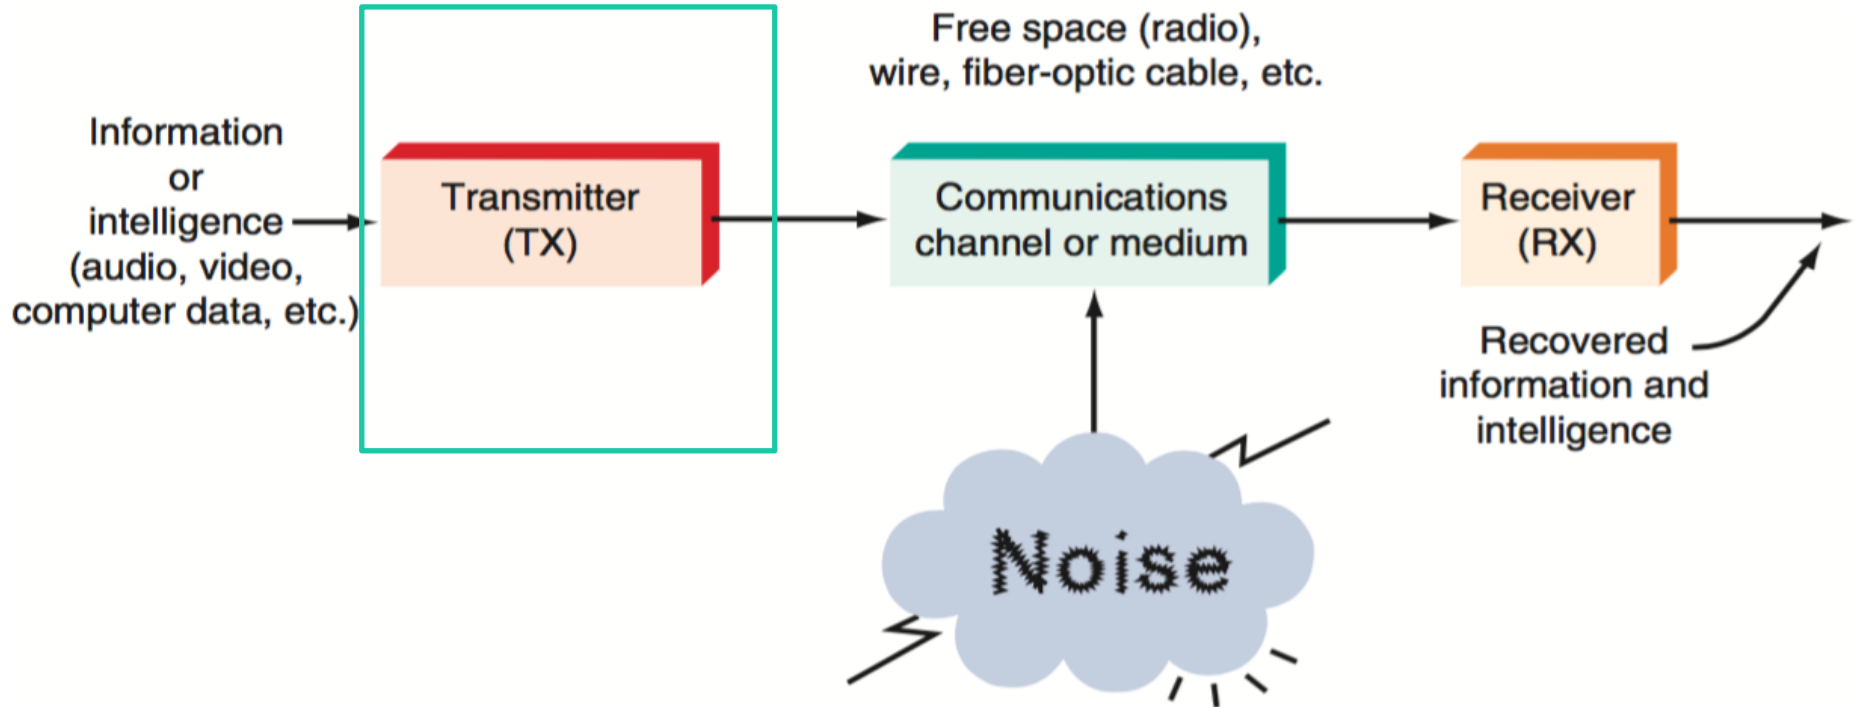 Information
or
intelligence
(audio, video,
computer data, etc.)
Transmitter
(TX)
Free space (radio),
wire, fiber-optic cable, etc.
Communications
channel or medium
Receiver
(RX)
Recovered
information and
intelligence
Noise